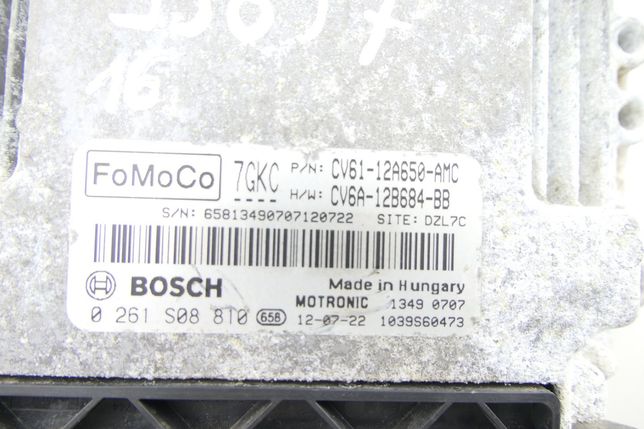 16
FoMoCo 7GKC P/N: CV61-12A650-AMC
H/W: CV6A-12B684-BB
S/N: 65813490707120722 SITE: DZL7C
BOSCH Made in Hungary
MOTRONIC 1349 0707
0 261 S08 810 658 12-07-22 1039S60473